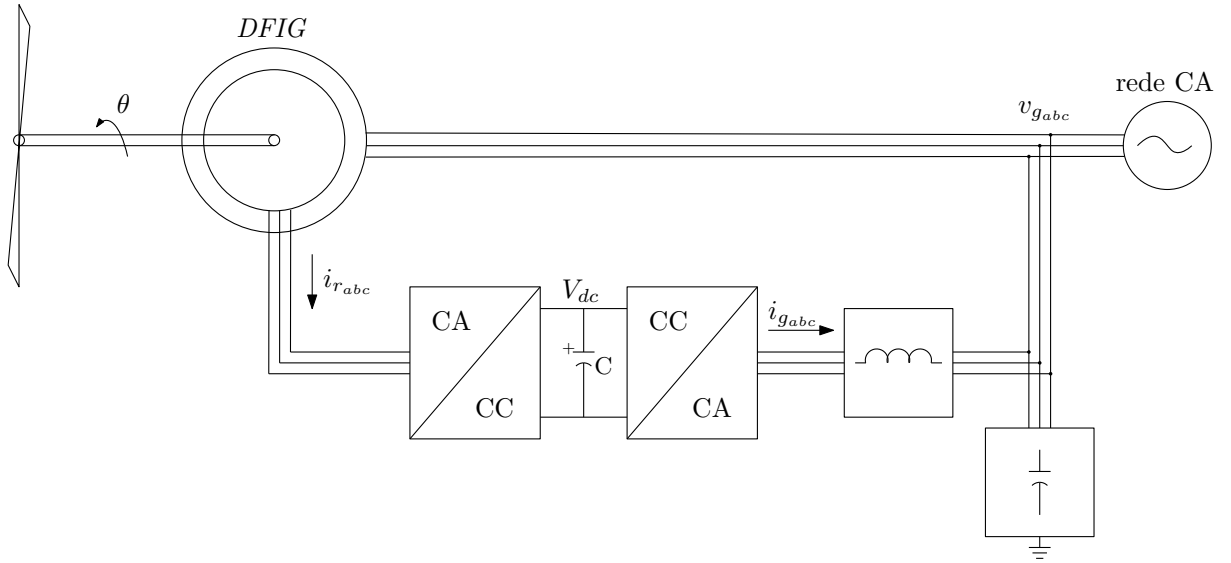 DFIG
rede CA
θ
v_{g_{abc}}
i_{r_{abc}}
V_{dc}
i_{g_{abc}}
CA
CC
+
C
CC
CA